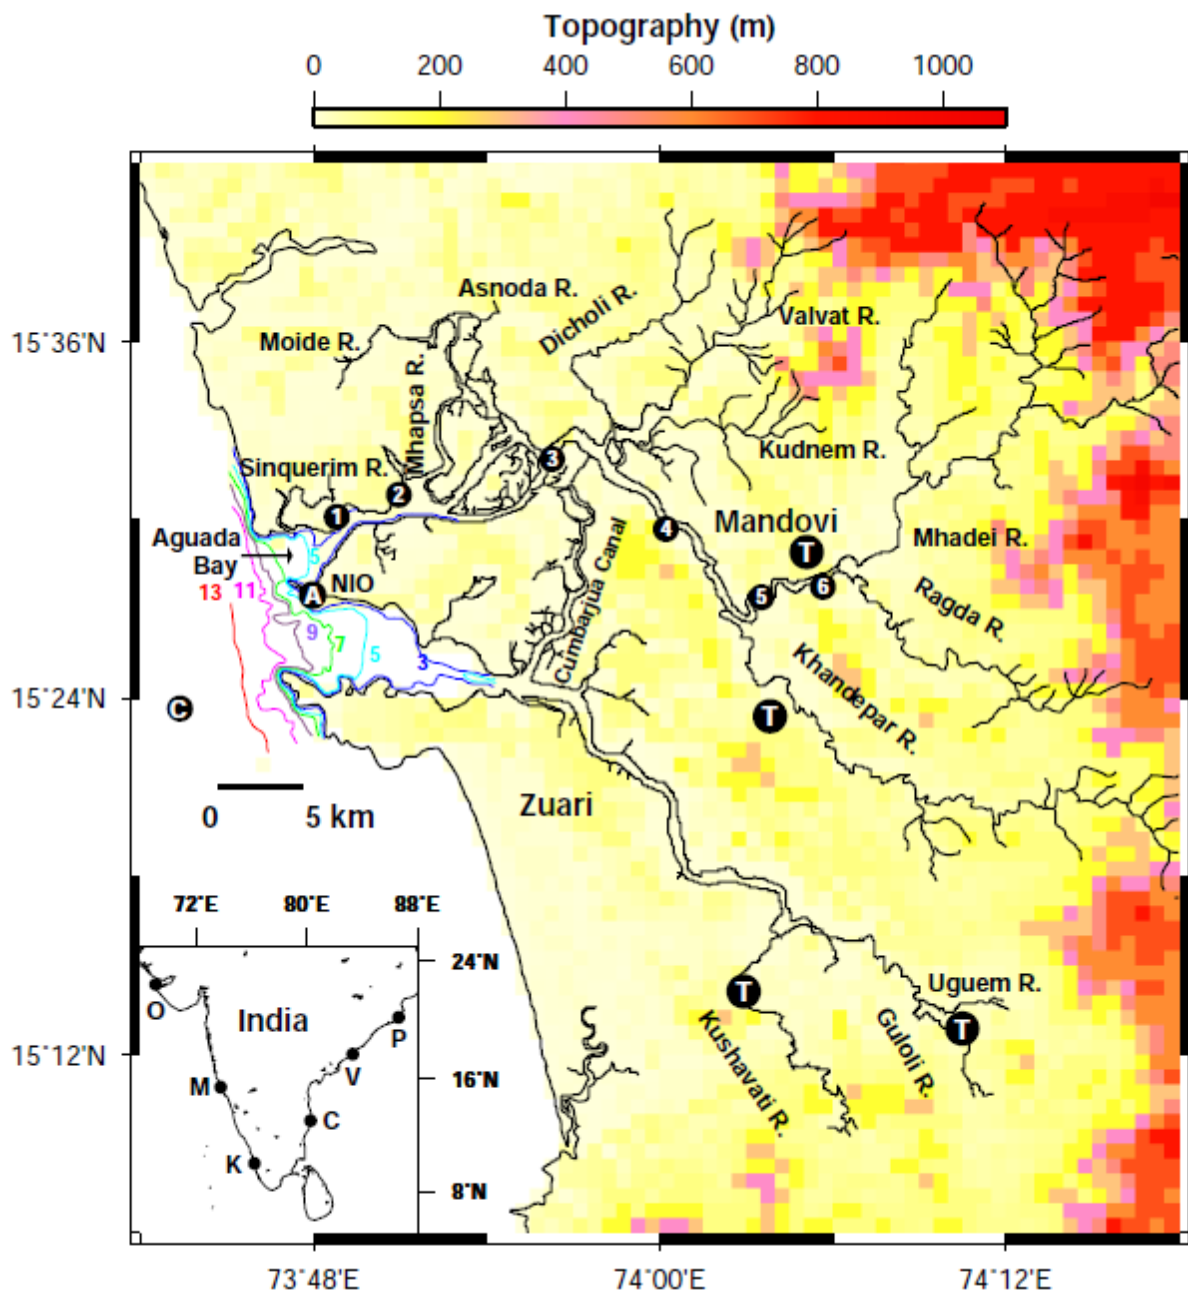 Topography (m)
0 200 400 600 800 1000
Asnoda R.
Dicholi R.
Valvat R.
15°36'N
Moide R.
Mhapsa R.
Kudnem R.
Sinquerim R.
3
2
1
4
Mandovi
Mhadei R.
Aguada
Bay
5
T
NIO
A
6
5
13
11
Ragda R.
Cumbarjua Canal
9
7
5
3
Khandepar R.
15°24'N
C
T
0 5 km
Zuari
72°E 80°E 88°E
24°N
O
India
P
V
M
16°N
C
K
8°N
T
Uguem R.
T
Guloli R.
Kushavati R.
15°12'N
73°48'E 74°00'E 74°12'E